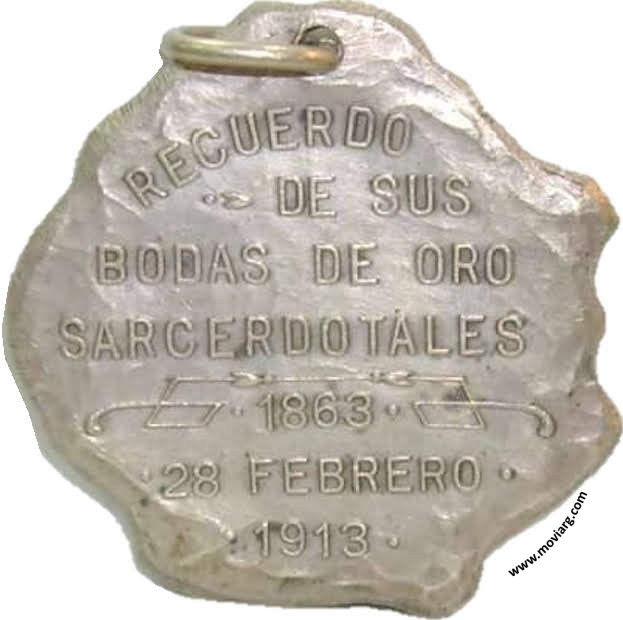 RECUERDO
DE SUS
BODAS DE ORO
SARCERDOTALES
· 1863 ·
· 28 FEBRERO ·
· 1913 ·
www.moviarg.com